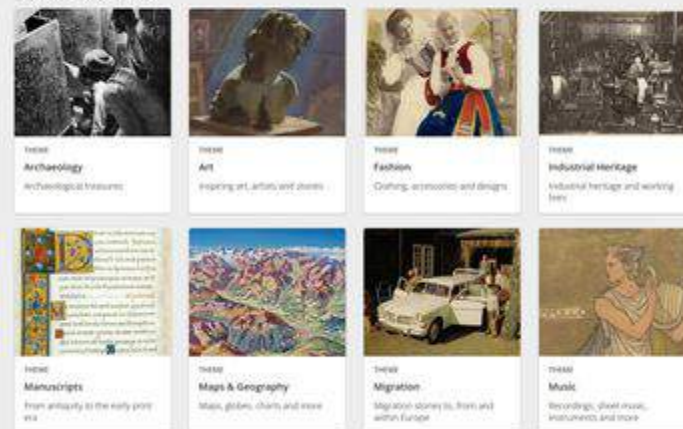 THEME
Archaeology
Archaeological treasures
THEME
Art
Inspiring art, artists and stories
THEME
Fashion
Clothing, accessories and designs
THEME
Industrial Heritage
Industrial heritage and working
lives
THEME
Manuscripts
From antiquity to the early print
era
THEME
Maps & Geography
Maps, globes, charts and more
THEME
Migration
Migration stories to, from and
within Europe
THEME
Music
Recordings, sheet music,
instruments and more